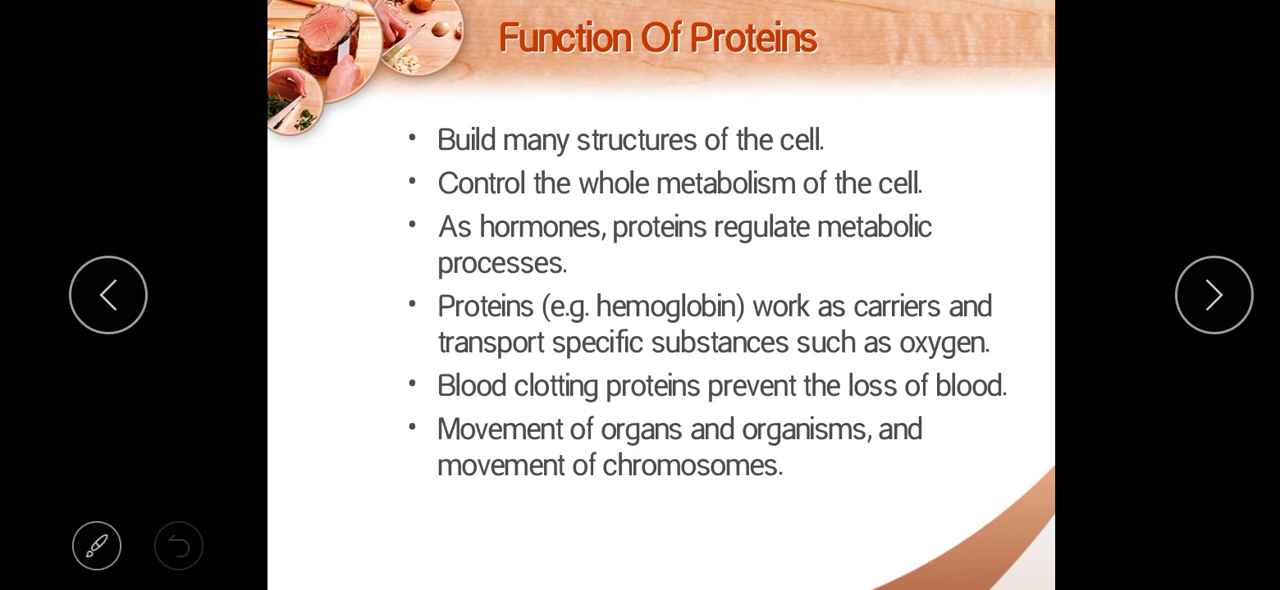 Function Of Proteins
• Build many structures of the cell.
• Control the whole metabolism of the cell.
• As hormones, proteins regulate metabolic
processes.
• Proteins (e.g. hemoglobin) work as carriers and
transport specific substances such as oxygen.
• Blood clotting proteins prevent the loss of blood.
• Movement of organs and organisms, and
movement of chromosomes.